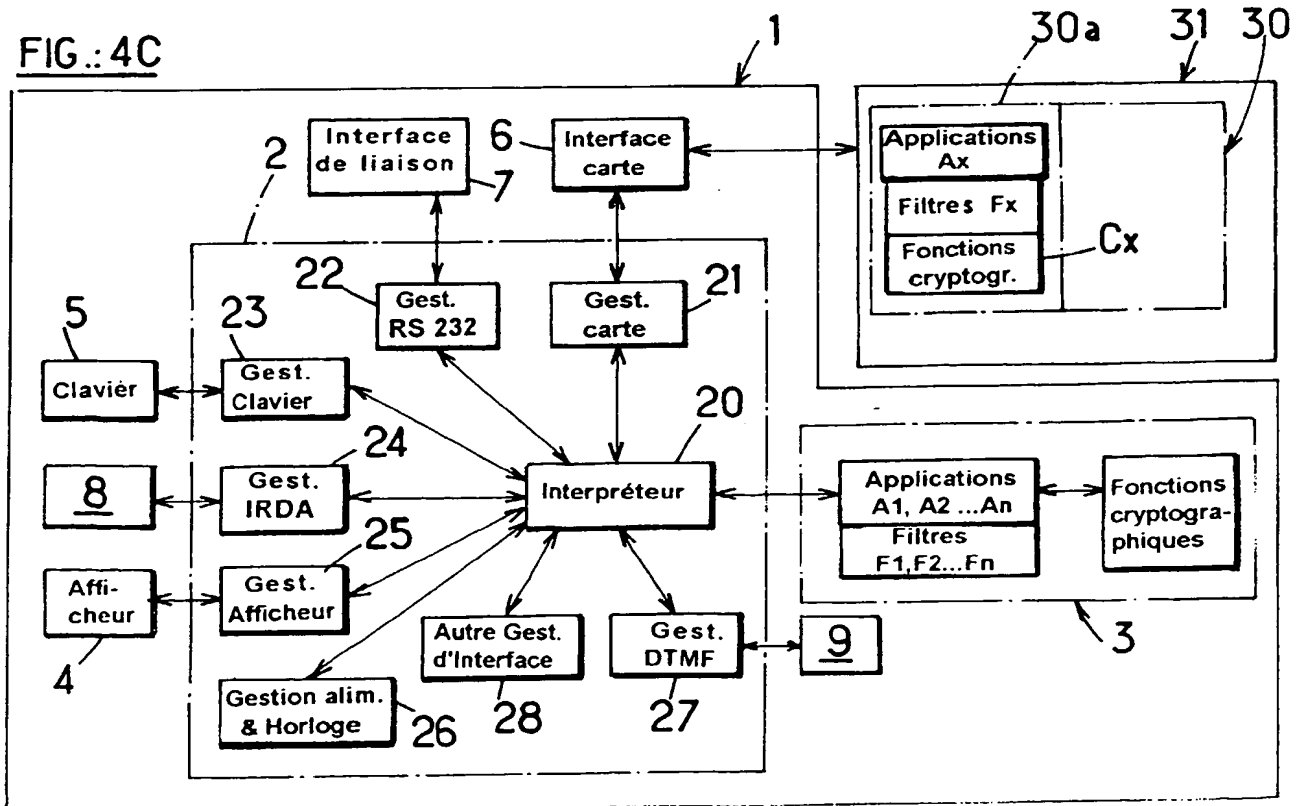 FIG.: 4C
1
30a
31
30
2
Interface
de liaison
7
6
Interface
carte
Applications
Ax
Filtres Fx
Fonctions
cryptogr.
Cx
22
Gest.
RS 232
Gest.
carte
21
5
Clavier
23
Gest.
Clavier
20
Interpréteur
8
24
Gest.
IRDA
Applications
A1, A2 ...An
Filtres
F1,F2...Fn
Fonctions
cryptogra-
phiques
3
Affi-
cheur
4
25
Gest.
Afficheur
Autre Gest.
d'Interface
28
Gest.
DTMF
27
9
Gestion alim.
& Horloge
26